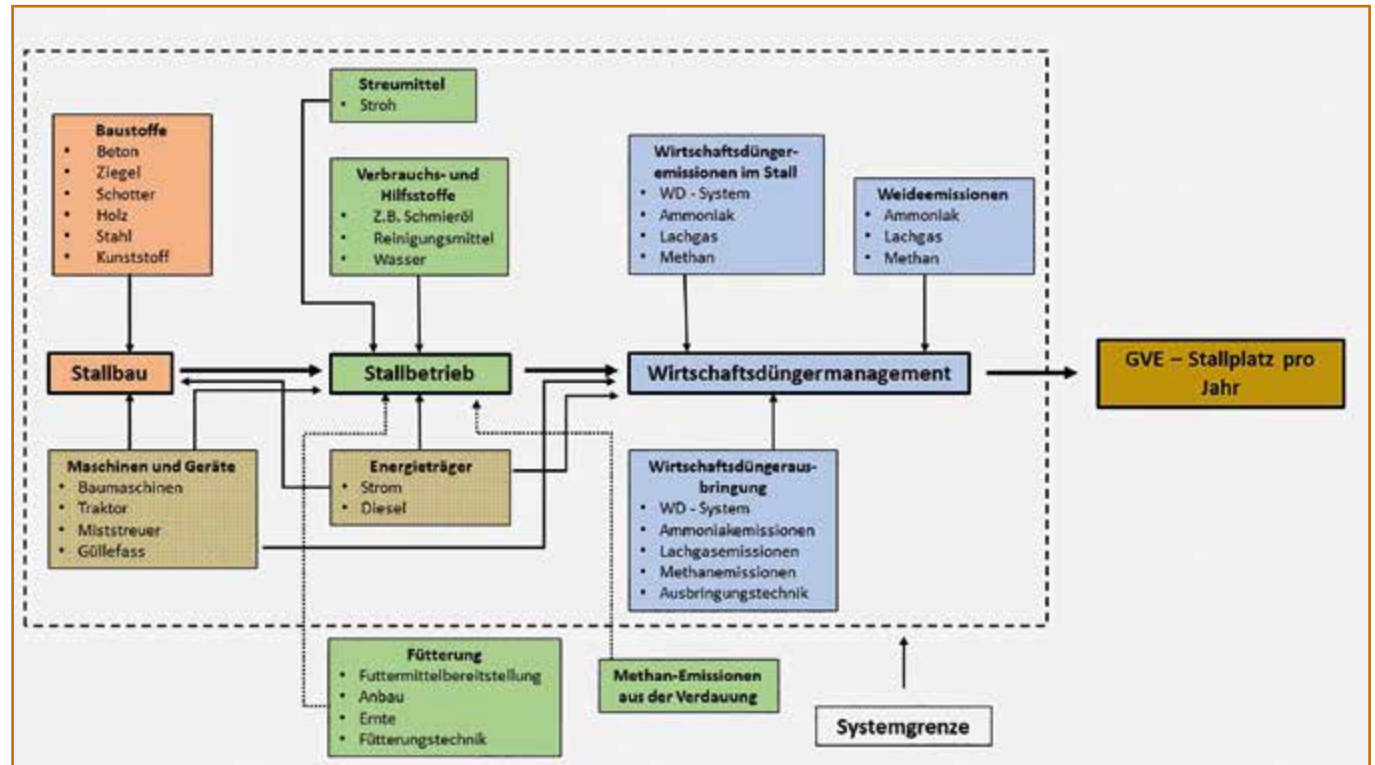 Streumittel
• Stroh
Baustoffe
• Beton
• Ziegel
• Schotter
• Holz
• Stahl
• Kunststoff
Verbrauchs- und
Hilfsstoffe
• Z.B. Schmieröl
• Reinigungsmittel
• Wasser
Wirtschaftsdünger-
emissionen im Stall
• WD - System
• Ammoniak
• Lachgas
• Methan
Weideemissionen
• Ammoniak
• Lachgas
• Methan
Stallbau
Stallbetrieb
Wirtschaftsdüngermanagement
GVE – Stallplatz pro
Jahr
Maschinen und Geräte
• Baumaschinen
• Traktor
• Miststreuer
• Güllefass
Energieträger
• Strom
• Diesel
Wirtschaftsdüngeraus-
bringung
• WD - System
• Ammoniakemissionen
• Lachgasemissionen
• Methanemissionen
• Ausbringungstechnik
Fütterung
• Futtermittelbereitstellung
• Anbau
• Ernte
• Fütterungstechnik
Methan-Emissionen
aus der Verdauung
Systemgrenze